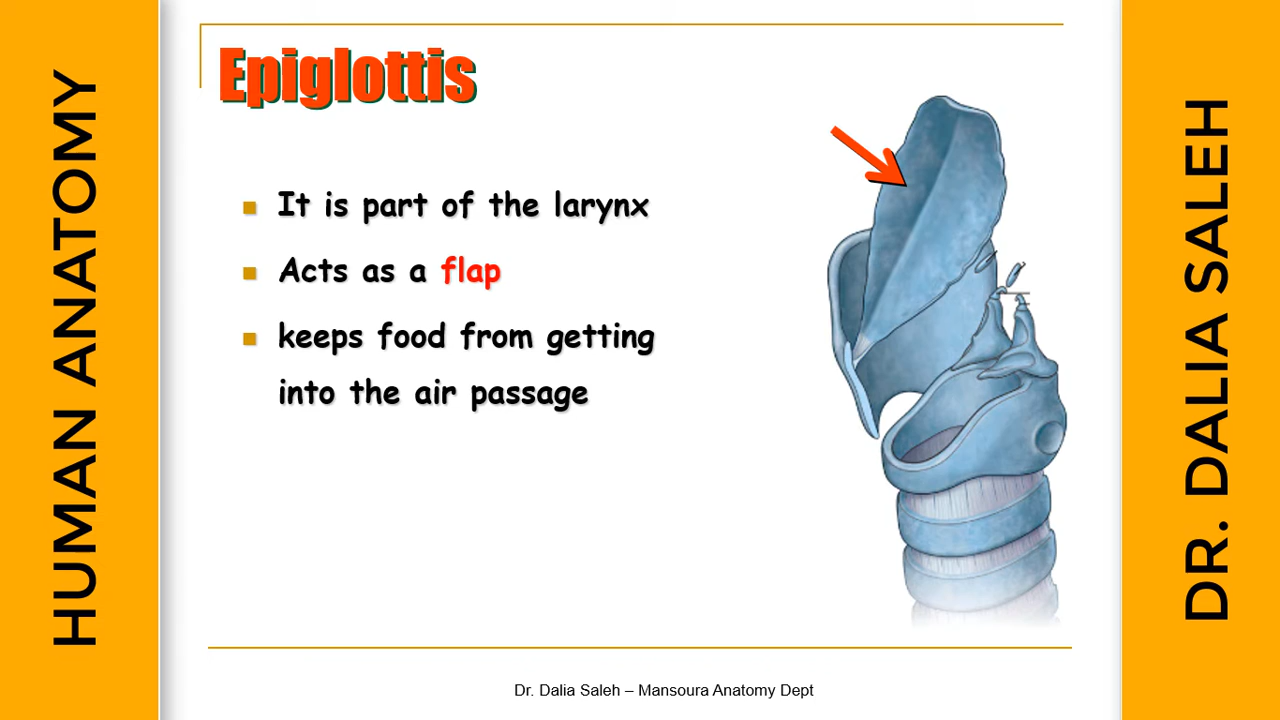 HUMAN ANATOMY
Epiglottis
It is part of the larynx
Acts as a flap
keeps food from getting
into the air passage
Dr. Dalia Saleh – Mansoura Anatomy Dept
DR. DALIA SALEH